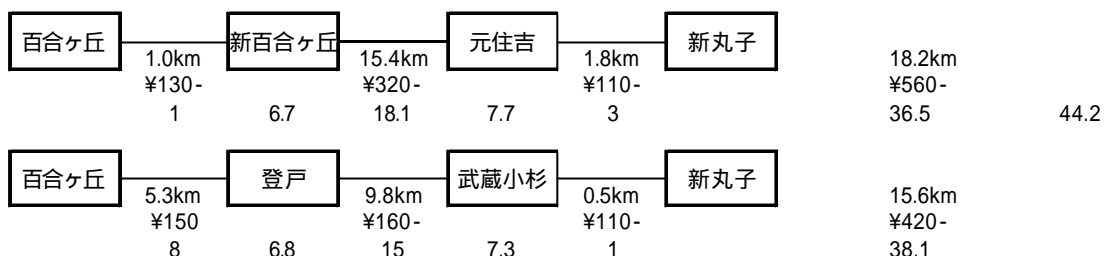 百合ヶ丘 新百合ヶ丘 元住吉 新丸子
1.0km 15.4km 1.8km 18.2km
¥130- ¥320- ¥110- ¥560-
1 6.7 18.1 7.7 3 36.5 44.2
百合ヶ丘 登戸 武蔵小杉 新丸子
5.3km 9.8km 0.5km 15.6km
¥150 ¥160- ¥110- ¥420-
8 6.8 15 7.3 1 38.1